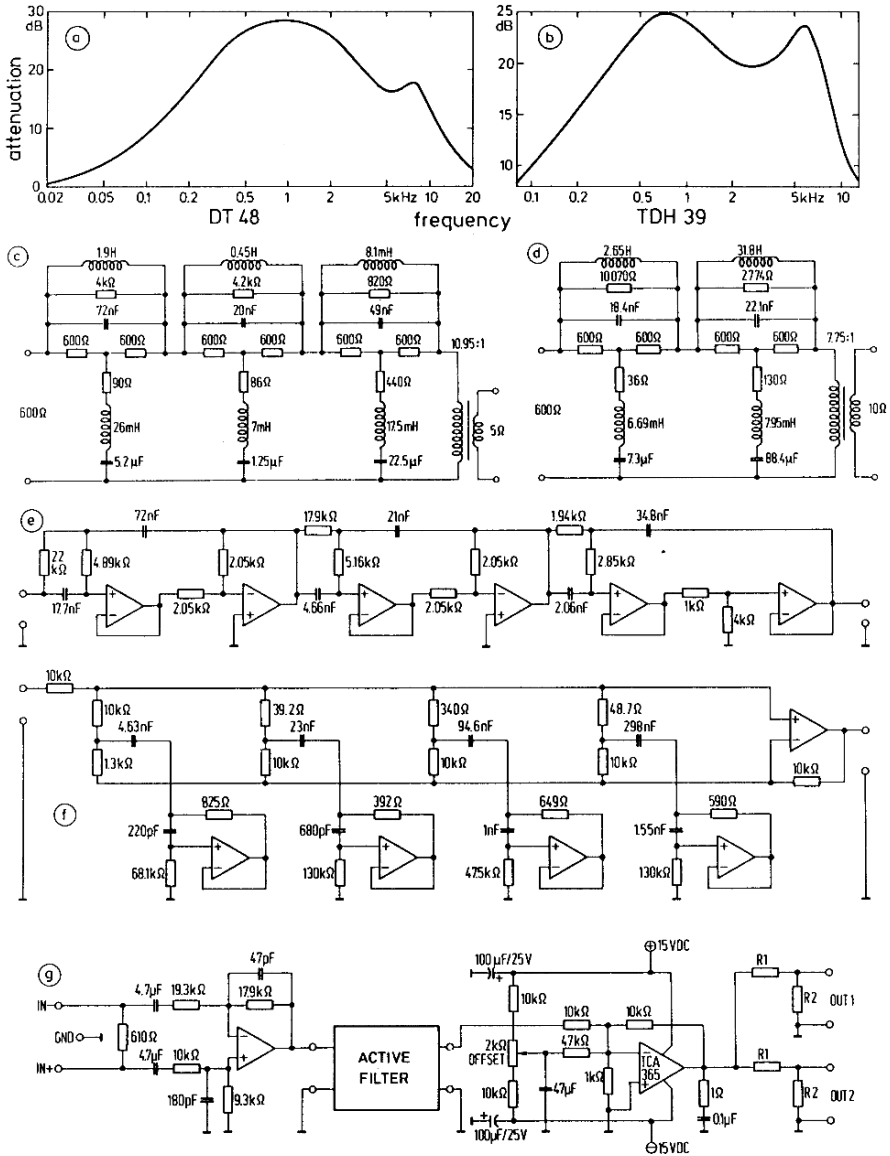 30
dB
20
10
0
attenuation
a
0.02 0.05 0.1 0.2 0.5 1 2 5kHz 10 20
DT 48
frequency
25
dB
20
15
10
b
0.1 0.2 0.5 1 2 5kHz 10
TDH 39
c
1.9H 0.45H 8.1mH
4kΩ 4.2kΩ 820Ω
72nF 20nF 49nF
600Ω 600Ω 600Ω 600Ω 600Ω 600Ω
10.95:1
90Ω 86Ω 440Ω
600Ω
26mH 7mH 17.5mH
5Ω
5.2µF 1.25µF 22.5µF
d
2.65H 31.8H
10070Ω 2774Ω
18.4nF 22.1nF
600Ω 600Ω 600Ω 600Ω
7.75:1
36Ω 130Ω
600Ω
6.69mH 7.95mH
10Ω
7.3µF 88.4µF
e
72nF 17.9kΩ 21nF 1.94kΩ 34.8nF
22
kΩ
4.89kΩ 2.05kΩ 5.16kΩ 2.05kΩ 2.85kΩ
17.7nF 2.05kΩ 4.66nF 2.05kΩ 2.06nF 1kΩ
4kΩ
10kΩ
10kΩ 39.2Ω 340Ω 48.7Ω
4.63nF 23nF 94.6nF 298nF
1.3kΩ 10kΩ 10kΩ 10kΩ 10kΩ
f
825Ω 392Ω 649Ω 590Ω
220pF 680pF 1nF 1.55nF
68.1kΩ 130kΩ 47.5kΩ 130kΩ
g
47pF
4.7µF 19.3kΩ 17.9kΩ
IN
GND
610Ω
IN+
4.7µF 10kΩ
180pF 9.3kΩ
ACTIVE
FILTER
100µF/25V
15VDC
10kΩ
10kΩ 10kΩ
2kΩ
OFFSET
47kΩ
10kΩ
47µF
1kΩ
TCA
365
100µF/25V
15VDC
1Ω
0.1µF
R1
R2
OUT1
R1
R2
OUT2